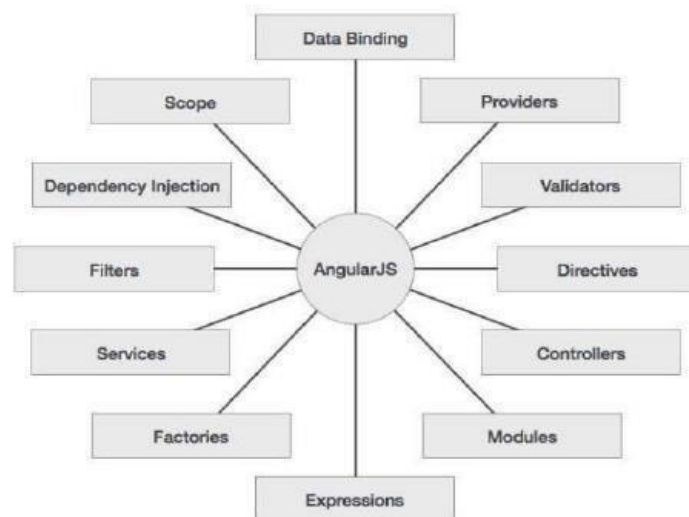 Data Binding
Scope
Providers
Dependency Injection
Validators
Filters
AngularJS
Directives
Services
Controllers
Factories
Modules
Expressions